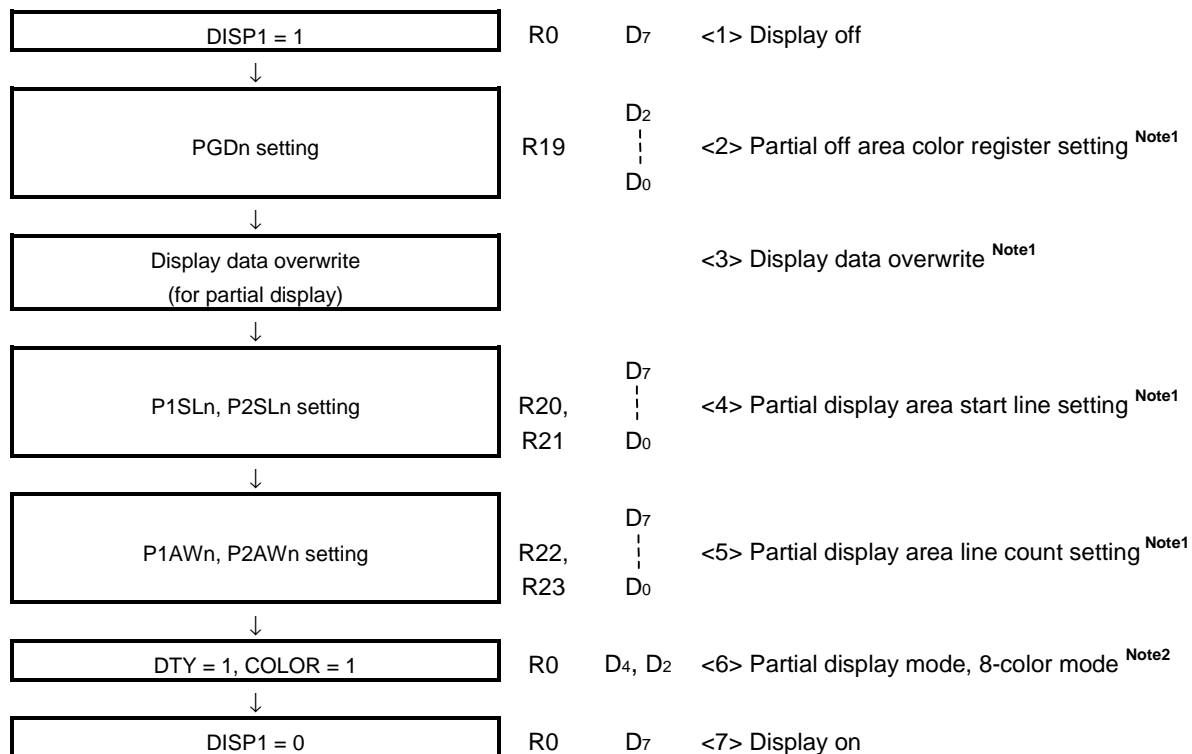 DISP1 = 1 R0 D7 <1> Display off
↓
D2
PGDn setting R19 <2> Partial off area color register setting Note1
D0
↓
Display data overwrite <3> Display data overwrite Note1
(for partial display)
↓
D7
P1SLn, P2SLn setting R20, <4> Partial display area start line setting Note1
R21 D0
↓
D7
P1AWn, P2AWn setting R22, <5> Partial display area line count setting Note1
R23 D0
↓
DTY = 1, COLOR = 1 R0 D4, D2 <6> Partial display mode, 8-color mode Note2
↓
DISP1 = 0 R0 D7 <7> Display on